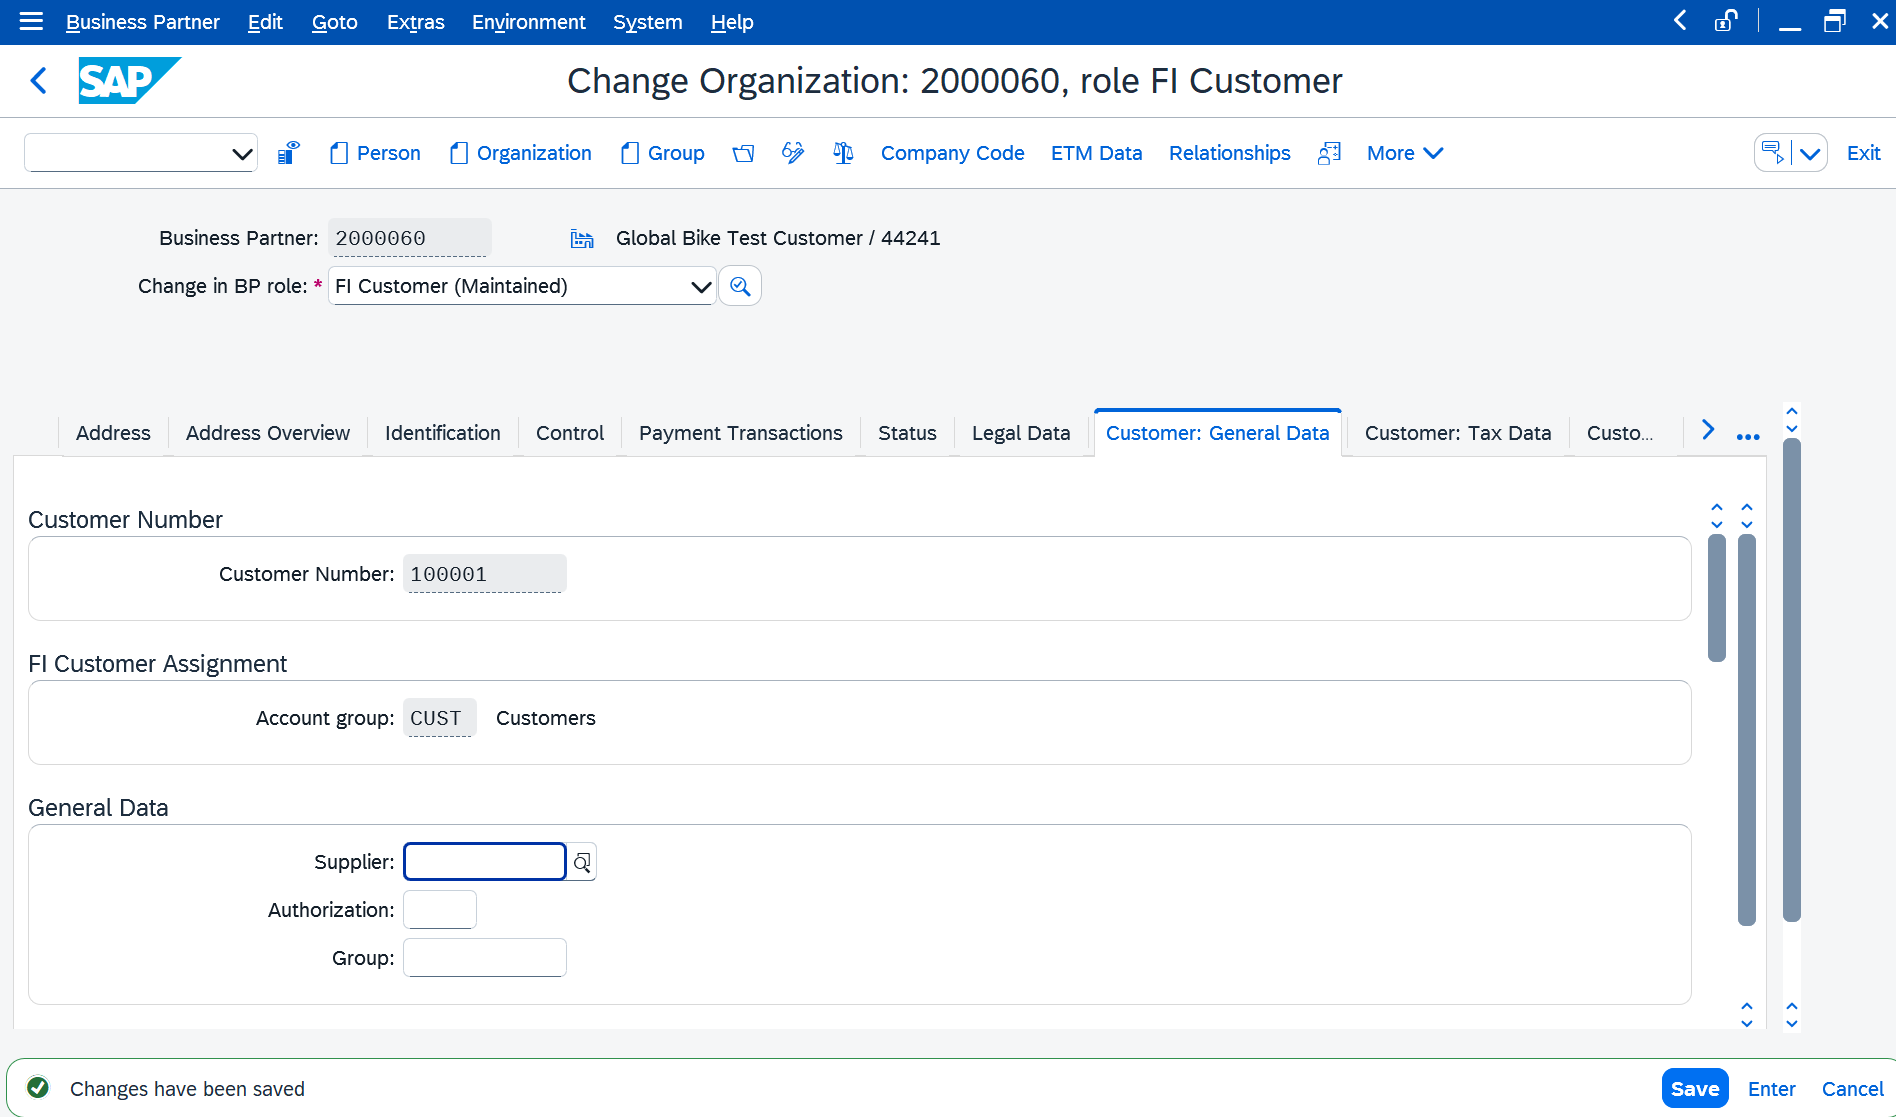 Business Partner Edit Goto Extras Environment System Help
SAP Change Organization: 2000060, role FI Customer
Person Organization Group Company Code ETM Data Relationships More Exit
Business Partner: 2000060 Global Bike Test Customer / 44241
Change in BP role: * FI Customer (Maintained)
Address Address Overview Identification Control Payment Transactions Status Legal Data Customer: General Data Customer: Tax Data Custo...
Customer Number
Customer Number: 100001
FI Customer Assignment
Account group: CUST Customers
General Data
Supplier:
Authorization:
Group:
Changes have been saved Save Enter Cancel